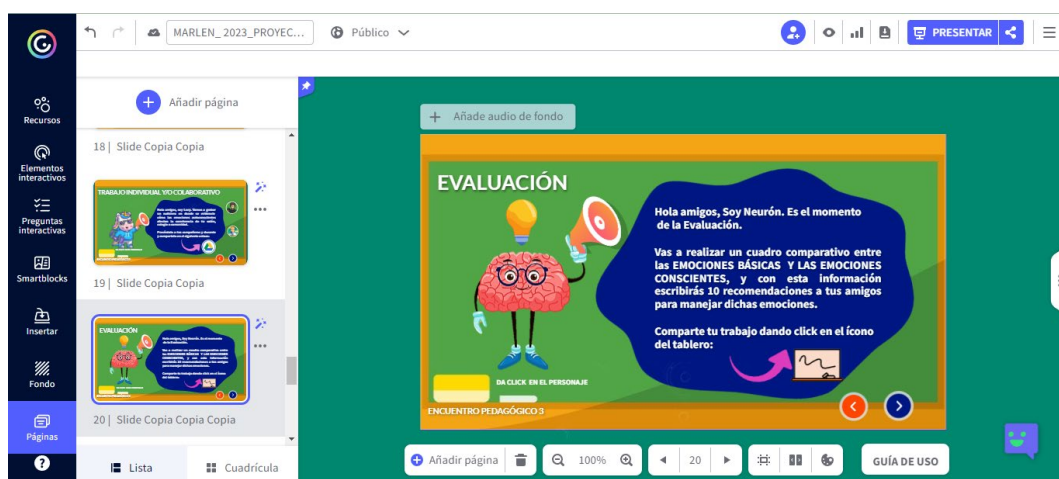 MARLEN_ 2023_PROYEC...
Público
PRESENTAR
Recursos
Elementos
interactivos
Preguntas
interactivas
Smartblocks
Insertar
Fondo
Páginas
Añadir página
18 | Slide Copia Copia
TRABAJO INDIVIDUAL Y/O COLABORATIVO
19 | Slide Copia Copia
EVALUACIÓN
20 | Slide Copia Copia Copia
Lista
Cuadrícula
Añade audio de fondo
EVALUACIÓN
Hola amigos, Soy Neurón. Es el momento
de la Evaluación.
Vas a realizar un cuadro comparativo entre
las EMOCIONES BÁSICAS Y LAS EMOCIONES
CONSCIENTES, y con esta información
escribirás 10 recomendaciones a tus amigos
para manejar dichas emociones.
Comparte tu trabajo dando click en el ícono
del tablero:
DA CLICK EN EL PERSONAJE
ENCUENTRO PEDAGÓGICO 3
Añadir página
100%
20
GUÍA DE USO